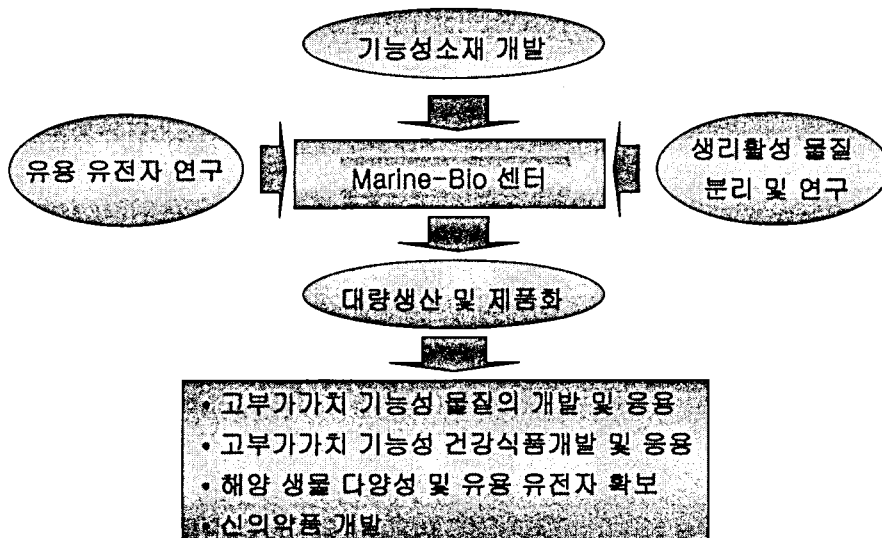 기능성소재 개발
유용 유전자 연구
Marine-Bio 센터
생리활성 물질
분리 및 연구
대량생산 및 제품화
• 고부가가치 기능성 물질의 개발 및 응용
• 고부가가치 기능성 건강식품개발 및 응용
• 해양 생물 다양성 및 유용 유전자 확보
• 신의약품 개발